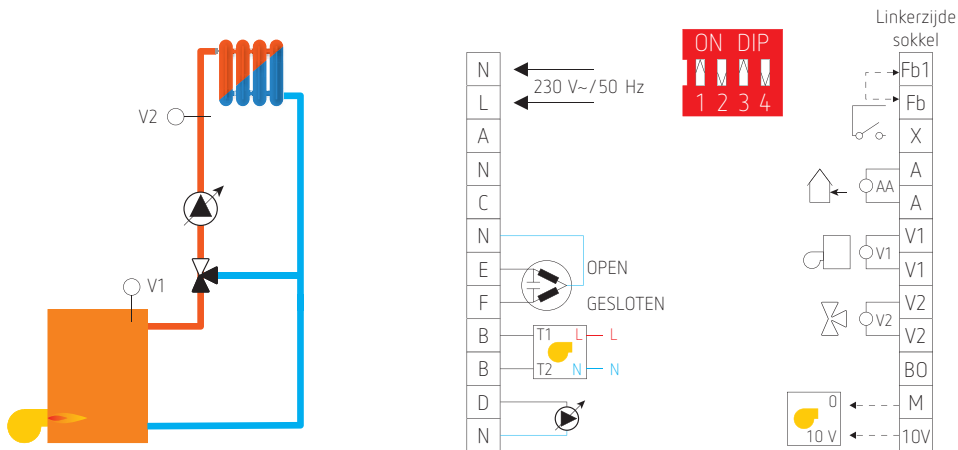 V2
V1
N
L
A
N
C
N
E
F
B
B
D
N
230 V~/50 Hz
OPEN
GESLOTEN
T1 L L
T2 N N
ON DIP
1 2 3 4
Linkerzijde
sokkel
Fb1
Fb
X
A
A
V1
V1
V2
V2
BO
M
10V
AA
V1
V2
0
10 V